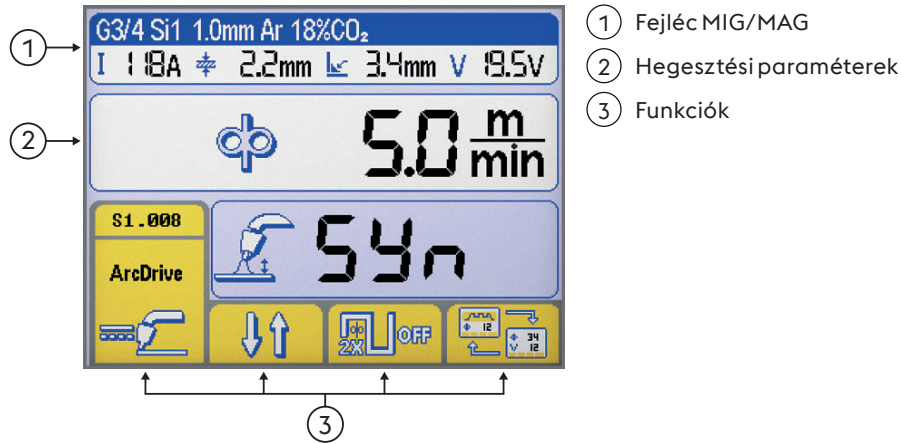 G3/4 Si1 1.0mm Ar 18%CO₂
I 118A 2.2mm 3.4mm V 19.5V
5.0 m/min
S1.008
SYn
ArcDrive
2X OFF
12
34
V 12
1 Fejléc MIG/MAG
2 Hegesztési paraméterek
3 Funkciók
1
2
3